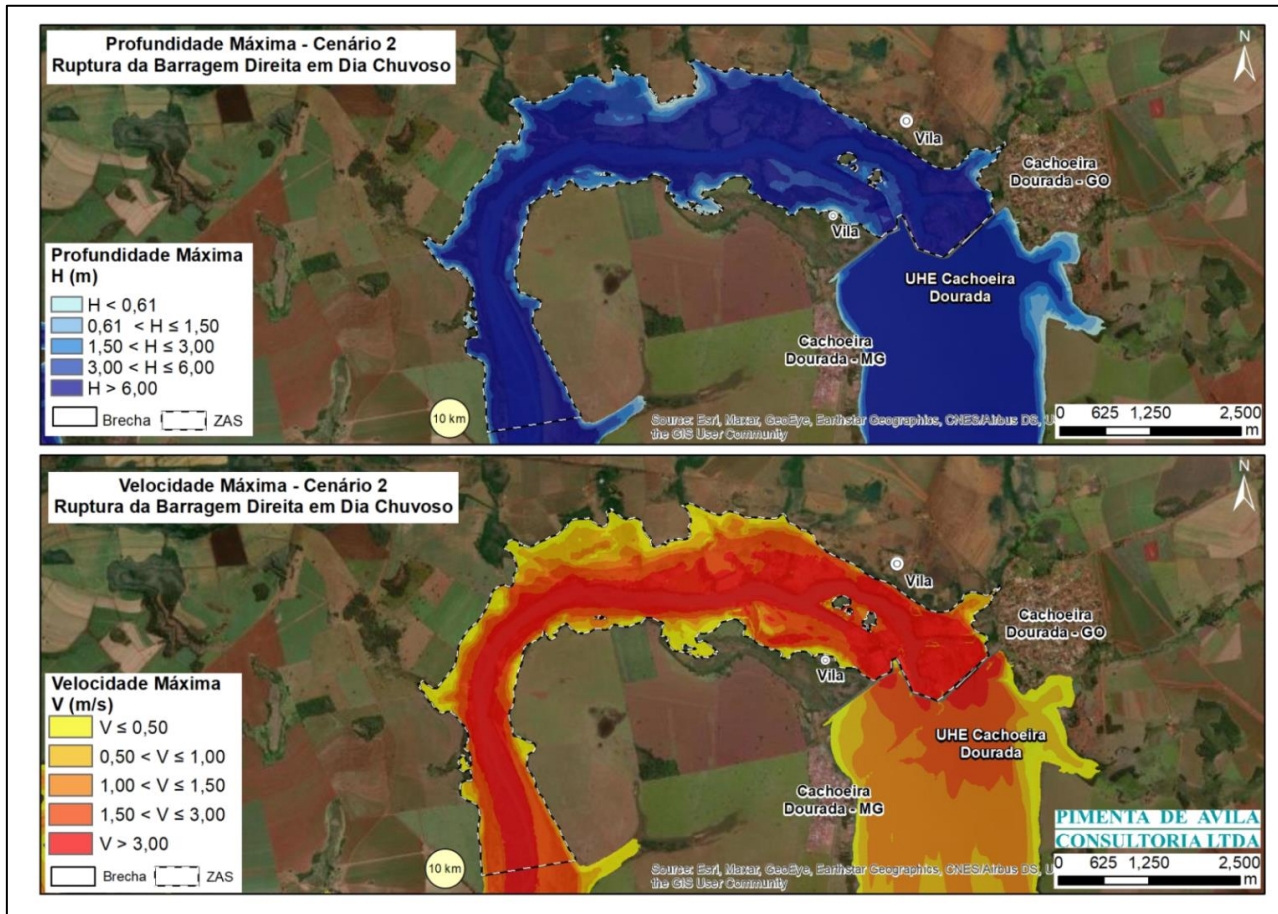 Profundidade Máxima - Cenário 2
Ruptura da Barragem Direita em Dia Chuvoso
N
Vila
Cachoeira
Dourada - GO
Vila
UHE Cachoeira
Dourada
Cachoeira
Dourada - MG
Profundidade Máxima
H (m)
H < 0,61
0,61 < H ≤ 1,50
1,50 < H ≤ 3,00
3,00 < H ≤ 6,00
H > 6,00
Brecha ZAS
10 km
Source: Esri, Maxar, GeoEye, Earthstar Geographics, CNES/Airbus DS, U
the GIS User Community
0 625 1,250 2,500
m
Velocidade Máxima - Cenário 2
Ruptura da Barragem Direita em Dia Chuvoso
N
Vila
Cachoeira
Dourada - GO
Vila
UHE Cachoeira
Dourada
Cachoeira
Dourada - MG
Velocidade Máxima
V (m/s)
V ≤ 0,50
0,50 < V ≤ 1,00
1,00 < V ≤ 1,50
1,50 < V ≤ 3,00
V > 3,00
Brecha ZAS
10 km
PIMENTA DE AVILA
CONSULTORIA LTDA
Source: Esri, Maxar, GeoEye, Earthstar Geographics, CNES/Airbus DS, U
the GIS User Community
0 625 1,250 2,500
m